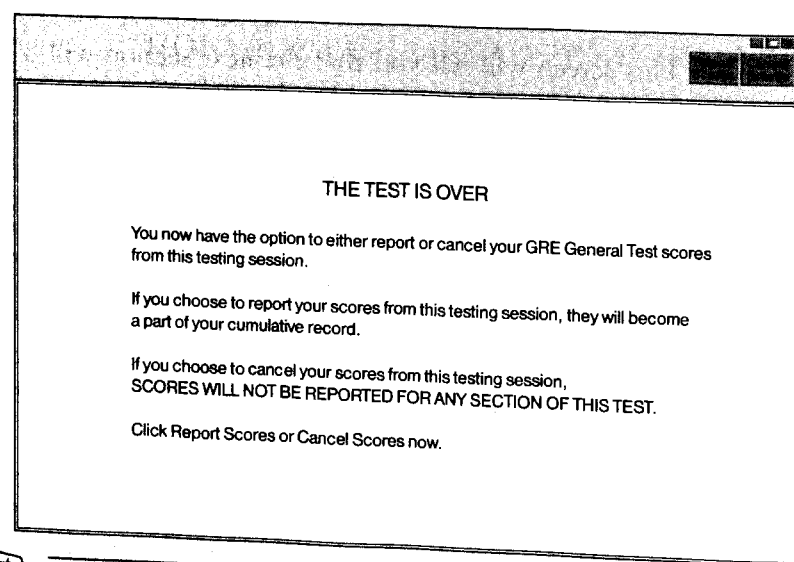 THE TEST IS OVER
You now have the option to either report or cancel your GRE General Test scores
from this testing session.
If you choose to report your scores from this testing session, they will become
a part of your cumulative record.
If you choose to cancel your scores from this testing session,
SCORES WILL NOT BE REPORTED FOR ANY SECTION OF THIS TEST.
Click Report Scores or Cancel Scores now.